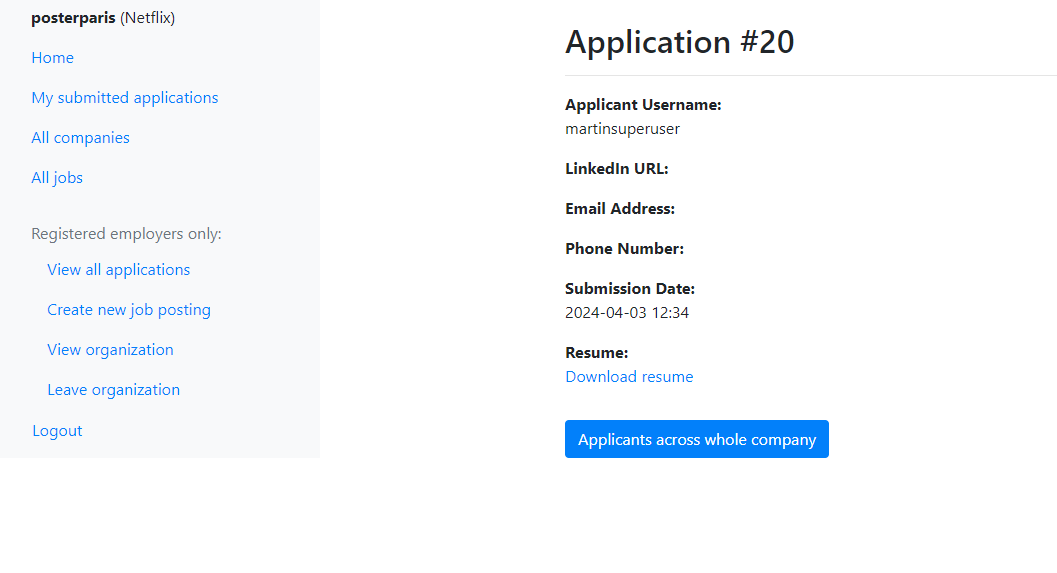 posterparis (Netflix)
Home
My submitted applications
All companies
All jobs
Registered employers only:
View all applications
Create new job posting
View organization
Leave organization
Logout
Application #20
Applicant Username:
martinsuperuser
LinkedIn URL:
Email Address:
Phone Number:
Submission Date:
2024-04-03 12:34
Resume:
Download resume
Applicants across whole company